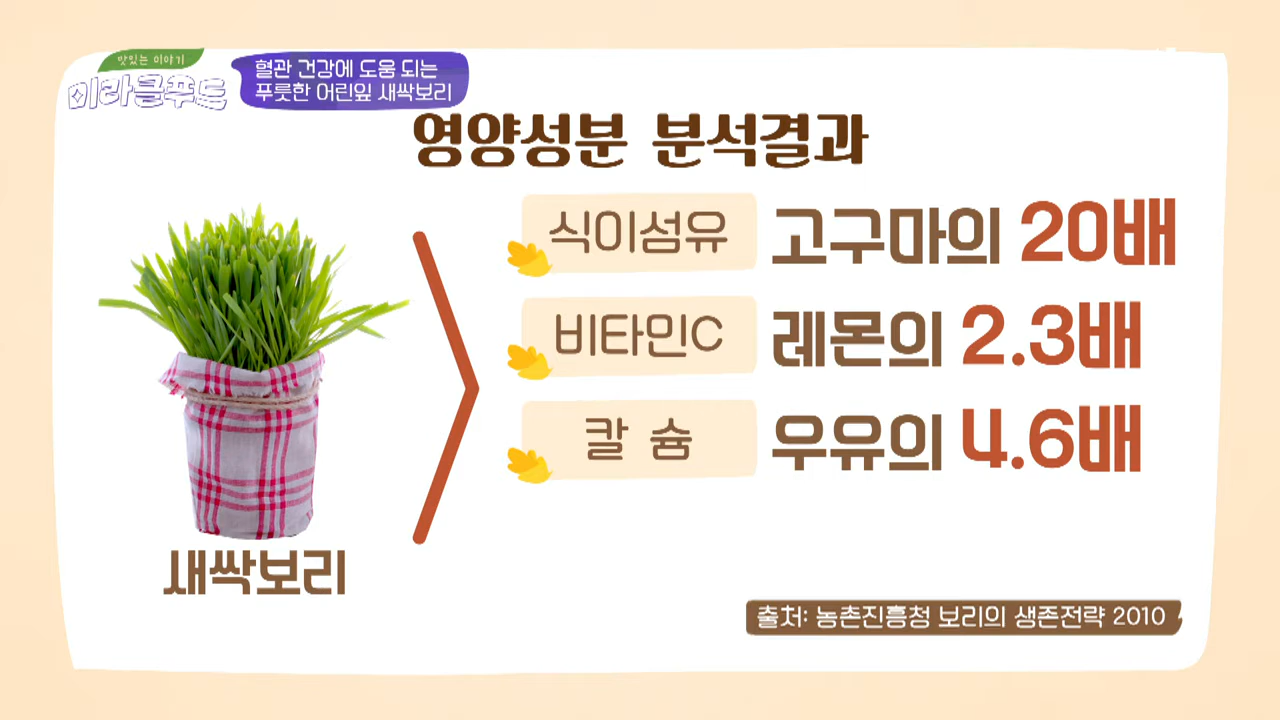 맛있는 이야기
미라클푸드
혈관 건강에 도움 되는
푸릇한 어린잎 새싹보리
영양성분 분석결과
식이섬유 고구마의 20배
비타민C 레몬의 2.3배
칼 슘 우유의 4.6배
새싹보리
출처: 농촌진흥청 보리의 생존전략 2010